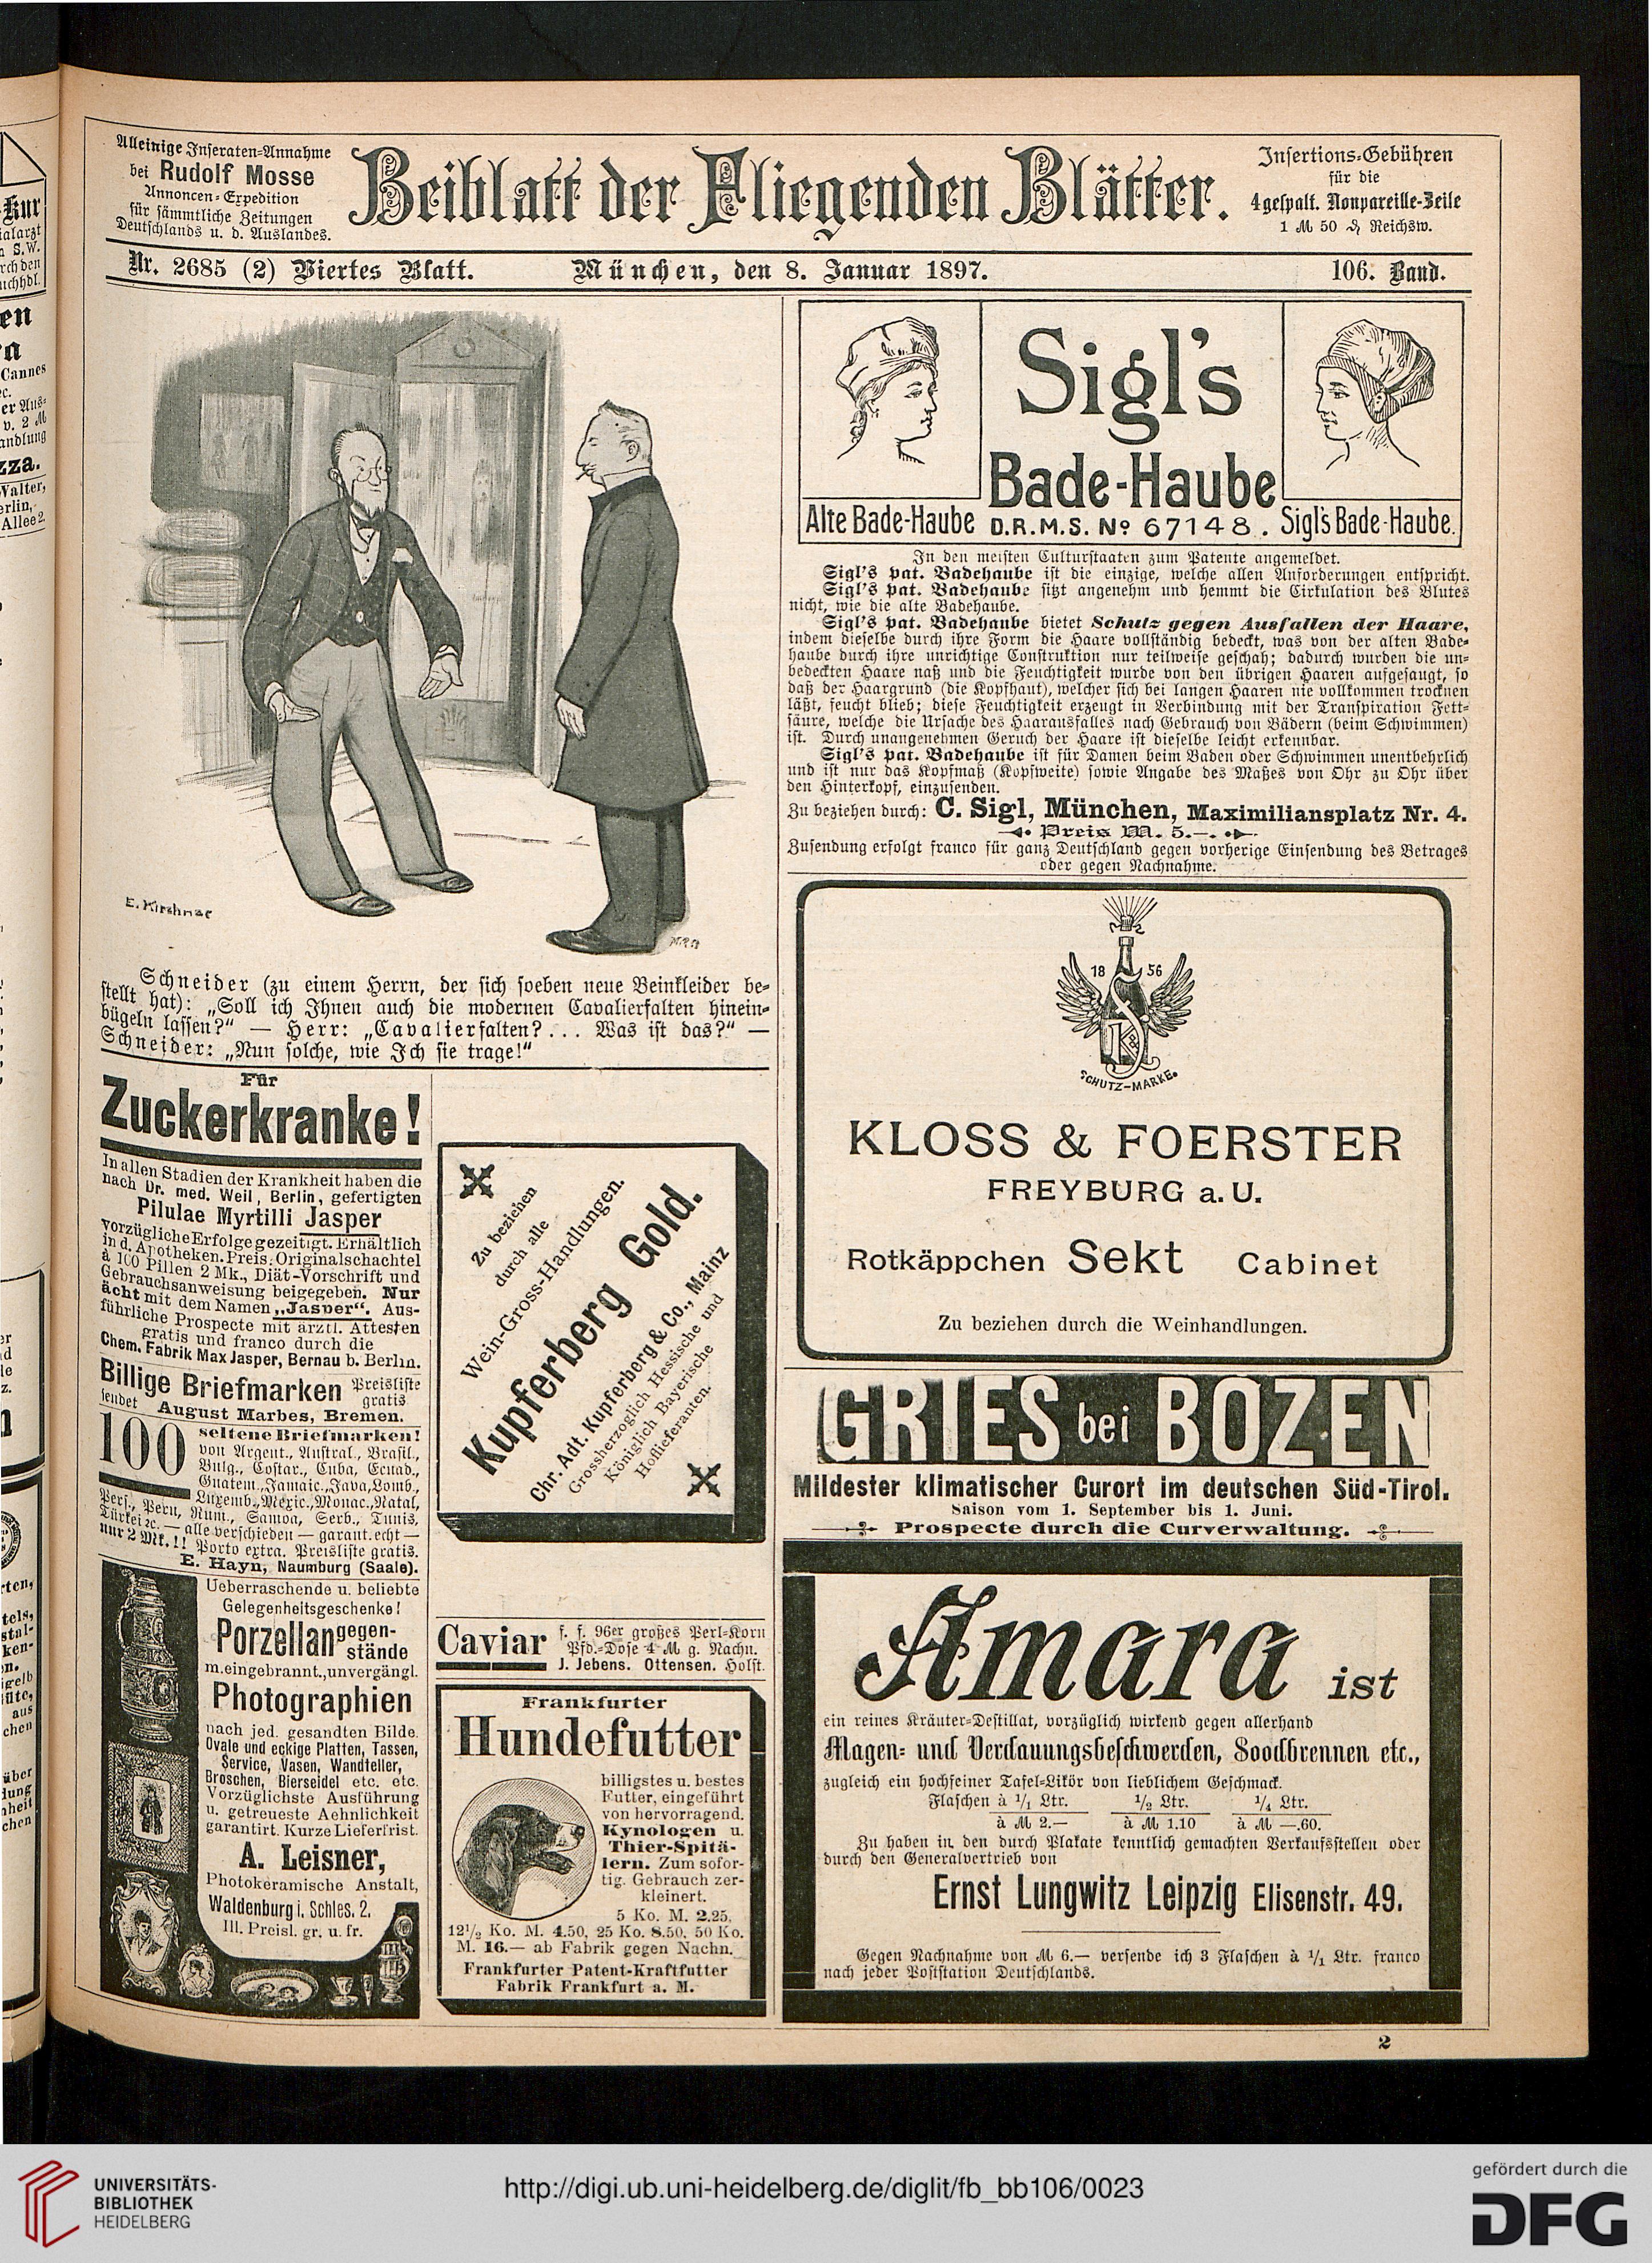 Alleinige Inseraten-Annahme
bei Rudolf Mosse
Annoncen-Expedition
für sämmtliche Zeitungen
Deutschlands u. d. Auslandes.
Beiblatt der Fliegenden Blätter.
Insertions-Gebühren
für die
4gespalt. Nonpareille-Zeile
1 M 50 ₰ Reichsw.
Nr. 2685 (2) Viertes Blatt. München, den 8. Januar 1897. 106. Band.
E. Kirchner
Schneider (zu einem Herrn, der sich soeben neue Beinkleider be-
stellt hat): „Soll ich Ihnen auch die modernen Cavalierfalten hinein-
bügeln lassen?“ — Herr: „Cavalierfalten?... Was ist das?“ —
Schneider: „Nun solche, wie Ich sie trage!“
Für
Zuckerkranke!
In allen Stadien der Krankheit haben die
nach Dr. med. Weil, Berlin, gefertigten
Pilulae Myrtilli Jasper
vorzügliche Erfolge gezeitigt. Erhältlich
in d. Apotheken. Preis: Originalschachtel
à 100 Pillen 2 Mk., Diät-Vorschrift und
Gebrauchsanweisung beigegeben. Nur
ächt mit dem Namen „Jasper“. Aus-
führliche Prospecte mit ärztl. Attesten
gratis und franco durch die
Chem. Fabrik Max Jasper, Bernau b. Berlin.
Billige Briefmarken Preisliste
gratis
sendet August Marbes, Bremen.
100 seltene Briefmarken!
von Argent., Austral., Brasil.,
Bulg., Costar., Cuba, Ecuad.,
Guatem., Jamaic., Java, Lomb.,
Luxemb., Mexic., Monac., Natal,
Pers., Peru, Rum., Samoa, Serb., Tunis,
Türkei ꝛc. — alle verschieden — garant. echt —
nur 2 Mk.!! Porto extra. Preisliste gratis.
E. Hayn, Naumburg (Saale).
Ueberraschende u. beliebte
Gelegenheitsgeschenke!
Porzellangegen-
stände
m. eingebrannt., unvergängl.
Photographien
nach jed. gesandten Bilde.
Ovale und eckige Platten, Tassen,
Service, Vasen, Wandteller,
Broschen, Bierseidel etc. etc.
Vorzüglichste Ausführung
u. getreueste Aehnlichkeit
garantirt. Kurze Lieferfrist.
A. Leisner,
Photokeramische Anstalt,
Waldenburg i. Schles. 2.
Ill. Preisl. gr. u. fr.
Zu beziehen
durch alle
Wein-Gross-Handlungen.
Kupferberg Gold.
Chr. Adt. Kupferberg & Co., Mainz
Grossherzoglich Hessische und
Königlich Bayerische
Hoflieferanten.
Caviar f. f. 96er großes Perl-Korn
Pfd.-Dose 4 M g. Nachn.
J. Jebens. Ottensen. Holst.
Frankfurter
Hundefutter
billigstes u. bestes
Futter, eingeführt
von hervorragend.
Kynologen u.
Thier-Spitä-
lern. Zum sofor-
tig. Gebrauch zer-
kleinert.
5 Ko. M. 2.25,
12½ Ko. M. 4.50, 25 Ko. 8.50, 50 Ko.
M. 16.— ab Fabrik gegen Nachn.
Frankfurter Patent-Kraftfutter
Fabrik Frankfurt a. M.
Sigl's
Bade-Haube
Alte Bade-Haube D.R.M.S. No 67148. Sigl's Bade-Haube.
In den meisten Culturstaaten zum Patente angemeldet.
Sigl's pat. Badehaube ist die einzige, welche allen Anforderungen entspricht.
Sigl's pat. Badehaube sitzt angenehm und hemmt die Cirkulation des Blutes
nicht, wie die alte Badehaube.
Sigl's pat. Badehaube bietet Schutz gegen Ausfallen der Haare,
indem dieselbe durch ihre Form die Haare vollständig bedeckt, was von der alten Bade-
haube durch ihre unrichtige Construktion nur teilweise geschah; dadurch wurden die un-
bedeckten Haare naß und die Feuchtigkeit wurde von den übrigen Haaren aufgesaugt, so
daß der Haargrund (die Kopfhaut), welcher sich bei langen Haaren nie vollkommen trocknen
läßt, feucht blieb; diese Feuchtigkeit erzeugt in Verbindung mit der Transpiration Fett-
säure, welche die Ursache des Haarausfalles nach Gebrauch von Bädern (beim Schwimmen)
ist. Durch unangenehmen Geruch der Haare ist dieselbe leicht erkennbar.
Sigl's pat. Badehaube ist für Damen beim Baden oder Schwimmen unentbehrlich
und ist nur das Kopfmaß (Kopfweite) sowie Angabe des Maßes von Ohr zu Ohr über
den Hinterkopf, einzusenden.
Zu beziehen durch: C. Sigl, München, Maximiliansplatz Nr. 4.
Preis M. 5.—.
Zusendung erfolgt franco für ganz Deutschland gegen vorherige Einsendung des Betrages
oder gegen Nachnahme.
18 56
SCHUTZ-MARKE.
KLOSS & FOERSTER
FREYBURG a. U.
Rotkäppchen Sekt Cabinet
Zu beziehen durch die Weinhandlungen.
GRIES bei BOZEN
Mildester klimatischer Curort im deutschen Süd-Tirol.
Saison vom 1. September bis 1. Juni.
Prospecte durch die Curverwaltung.
Amara ist
ein reines Kräuter-Destillat, vorzüglich wirkend gegen allerhand
Magen- und Verdauungsbeschwerden, Soodbrennen etc.,
zugleich ein hochfeiner Tafel-Likör von lieblichem Geschmack.
Flaschen à 1/1 Ltr. 1/2 Ltr. 1/4 Ltr.
à M 2.— à M 1.10 à M —.60.
Zu haben in den durch Plakate kenntlich gemachten Verkaufsstellen oder
durch den Generalvertrieb von
Ernst Lungwitz Leipzig Elisenstr. 49.
Gegen Nachnahme von M 6.— versende ich 3 Flaschen à 1/1 Ltr. franco
nach jeder Poststation Deutschlands.
2
UNIVERSITÄTS-
BIBLIOTHEK
HEIDELBERG
http://digi.ub.uni-heidelberg.de/diglit/fb_bb106/0023
gefördert durch die
DFG